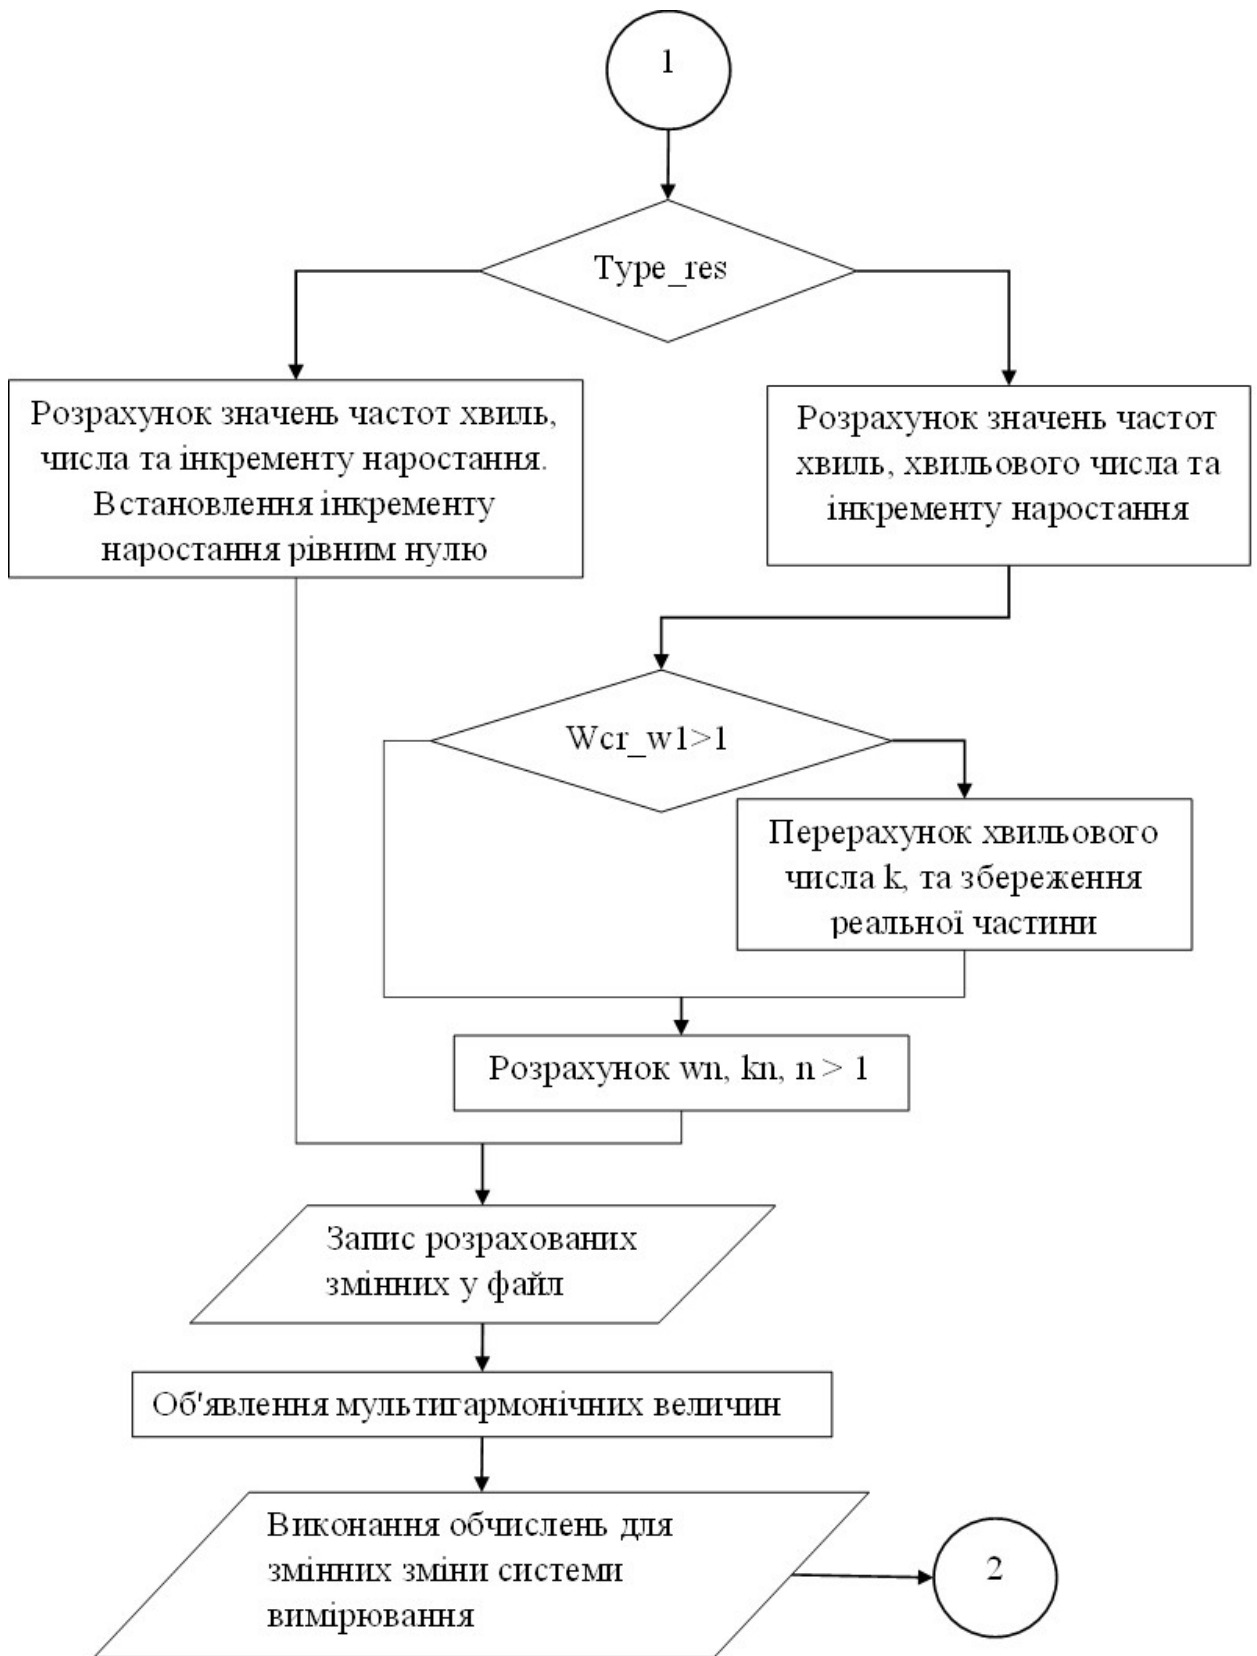 1
Type_res
Розрахунок значень частот хвиль,
числа та інкременту наростання.
Встановлення інкременту
наростання рівним нулю
Розрахунок значень частот
хвиль, хвильового числа та
інкременту наростання
Wcr_w1>1
Перерахунок хвильового
числа k, та збереження
реальної частини
Розрахунок wn, kn, n > 1
Запис розрахованих
змінних у файл
Об'явлення мультигармонічних величин
Виконання обчислень для
змінних зміни системи
вимірювання
2